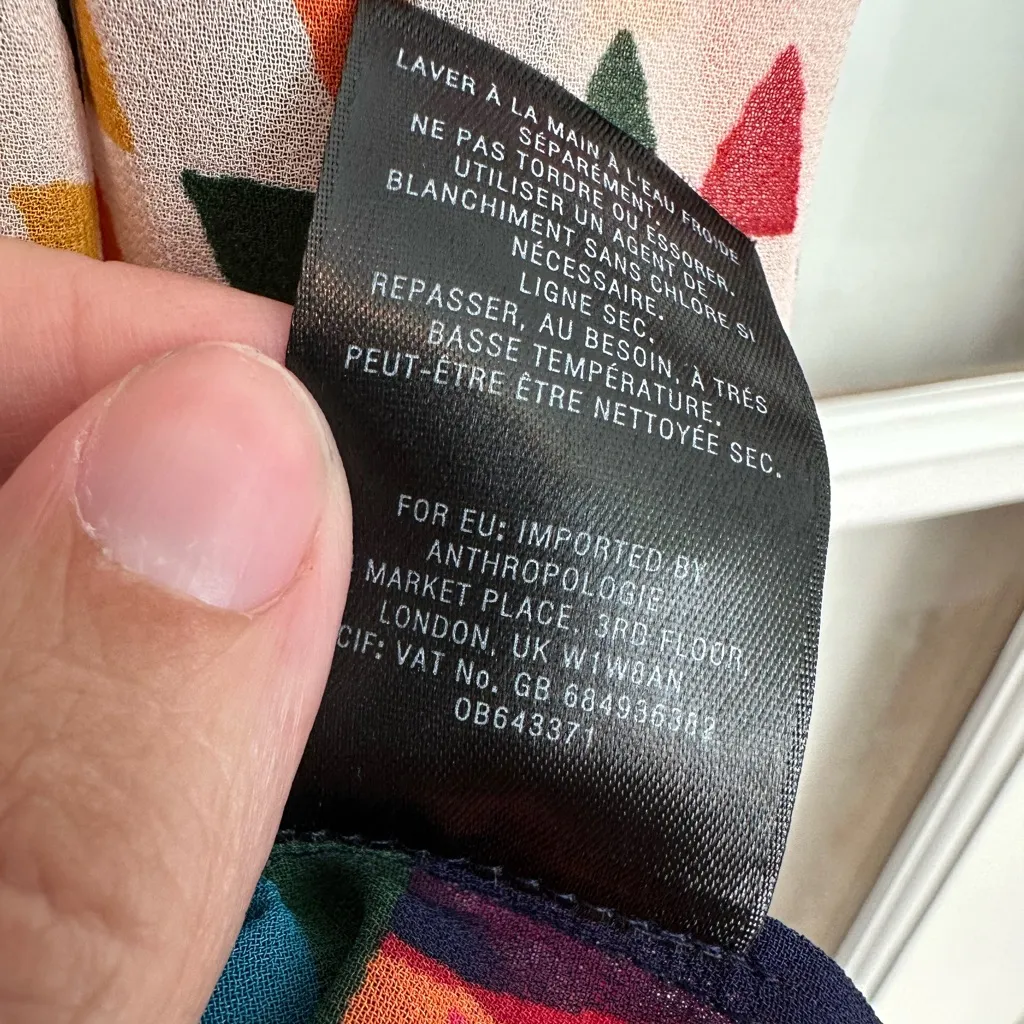 LAVER À LA MAIN À L'EAU FROIDE
SÉPARÉMENT.
NE PAS TORDRE OU ESSORER.
UTILISER UN AGENT DE
BLANCHIMENT SANS CHLORE SI
NÉCESSAIRE.
LIGNE SEC.
REPASSER, AU BESOIN, À TRÉS
BASSE TEMPÉRATURE.
PEUT-ÊTRE ÊTRE NETTOYÉE SEC.
FOR EU: IMPORTED BY
ANTHROPOLOGIE
MARKET PLACE, 3RD FLOOR
LONDON, UK W1W8AN
CIF: VAT No. GB 684936382
0B643371